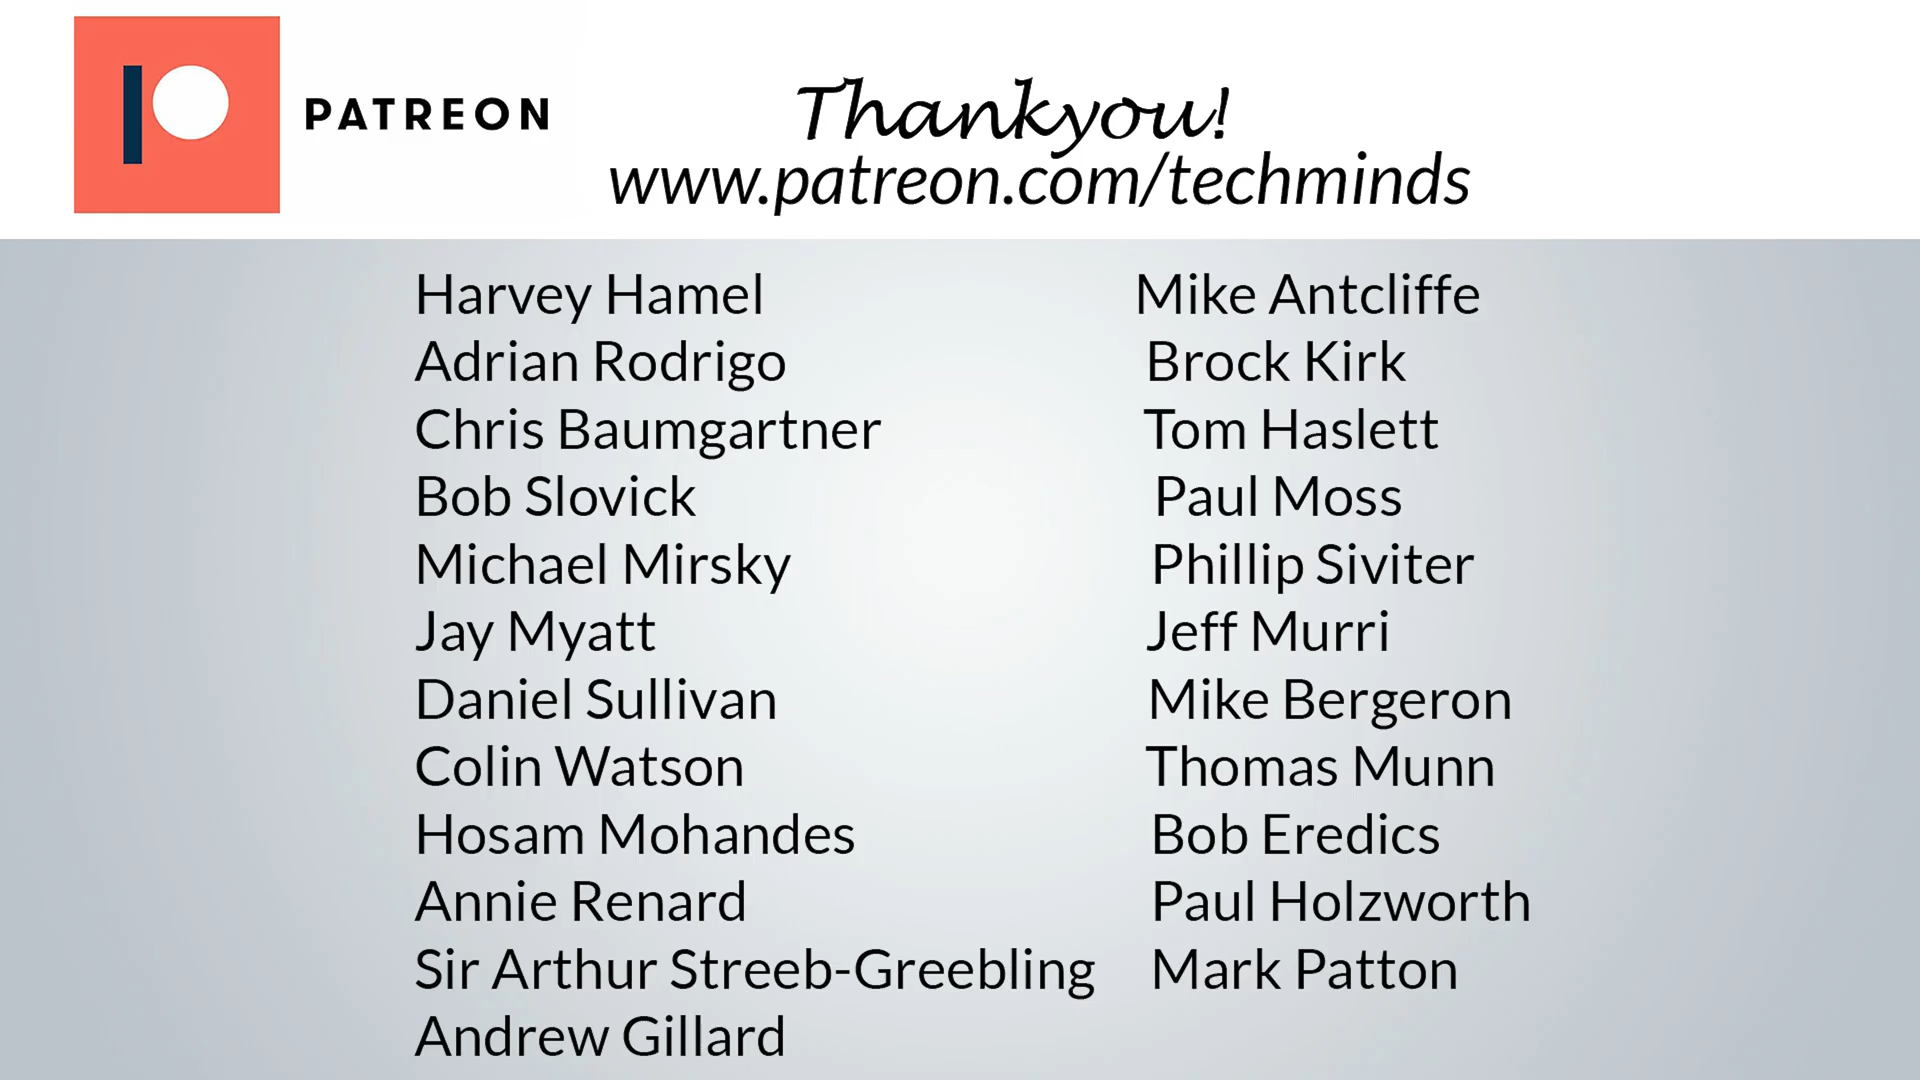 PATREON
Thankyou!
www.patreon.com/techminds
Harvey Hamel
Adrian Rodrigo
Chris Baumgartner
Bob Slovick
Michael Mirsky
Jay Myatt
Daniel Sullivan
Colin Watson
Hosam Mohandes
Annie Renard
Sir Arthur Streeb-Greebling
Andrew Gillard
Mike Antcliffe
Brock Kirk
Tom Haslett
Paul Moss
Phillip Siviter
Jeff Murri
Mike Bergeron
Thomas Munn
Bob Eredics
Paul Holzworth
Mark Patton